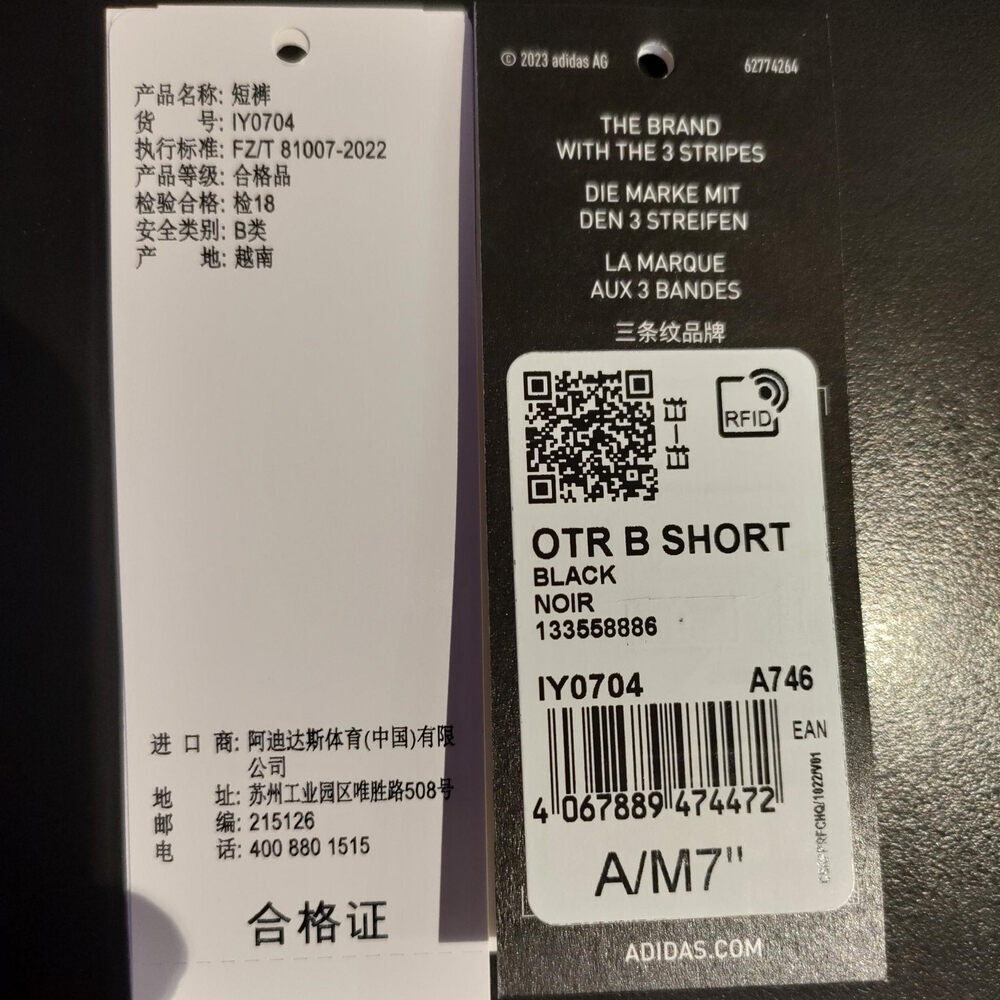 产品名称: 短裤
货 号: IY0704
执行标准: FZ/T 81007-2022
产品等级: 合格品
检验合格: 检18
安全类别: B类
产 地: 越南
进 口 商: 阿迪达斯体育(中国)有限
公司
地 址: 苏州工业园区唯胜路508号
邮 编: 215126
电 话: 400 880 1515
合格证
© 2023 adidas AG
62774264
THE BRAND
WITH THE 3 STRIPES
DIE MARKE MIT
DEN 3 STREIFEN
LA MARQUE
AUX 3 BANDES
三条纹品牌
扫一扫
RFID
OTR B SHORT
BLACK
NOIR
133558886
IY0704
A746
EAN
4 067889 474472
A/M7"
ADIDAS.COM